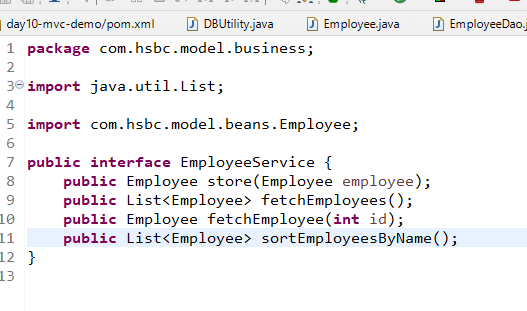 day10-mvc-demo/pom.xml DBUtility.java Employee.java EmployeeDao.j
1 package com.hsbc.model.business;
2
3 import java.util.List;
4
5 import com.hsbc.model.beans.Employee;
6
7 public interface EmployeeService {
8 public Employee store(Employee employee);
9 public List<Employee> fetchEmployees();
10 public Employee fetchEmployee(int id);
11 public List<Employee> sortEmployeesByName();
12 }
13